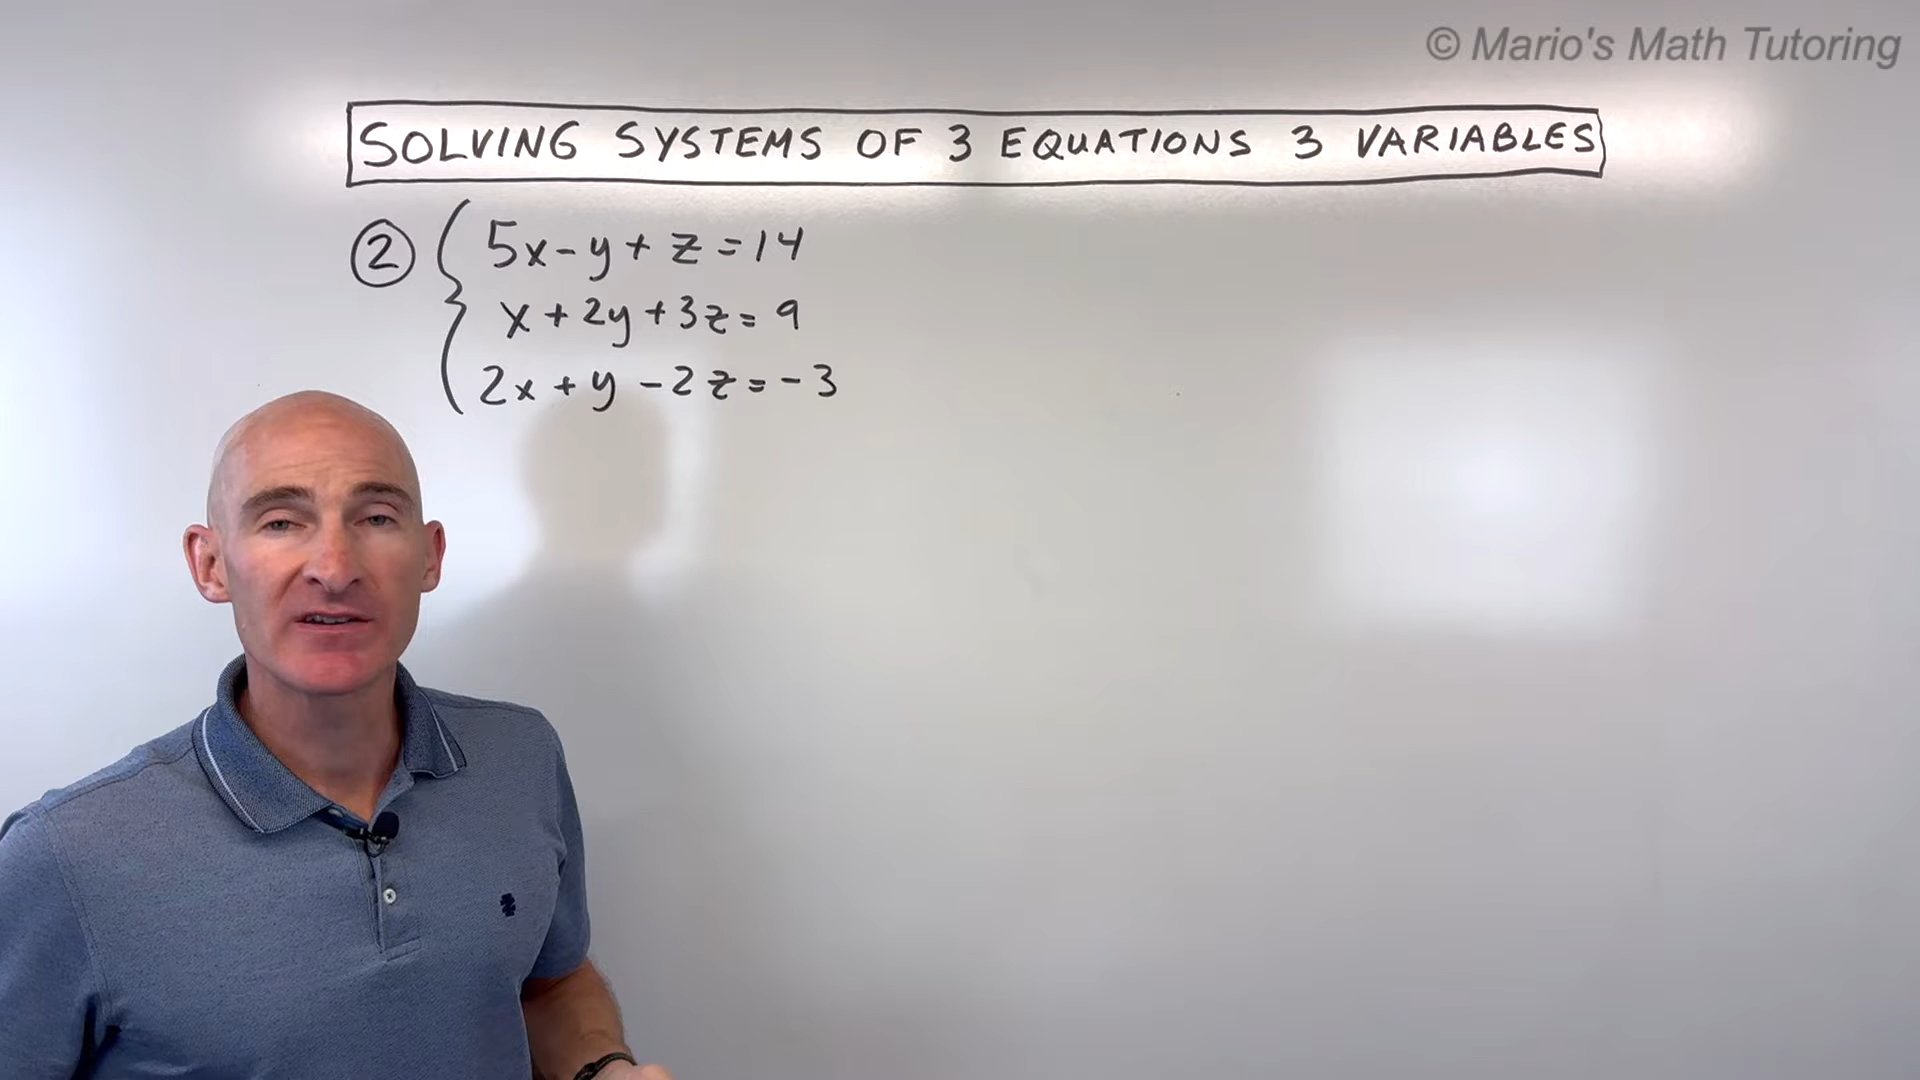 © Mario's Math Tutoring
SOLVING SYSTEMS OF 3 EQUATIONS 3 VARIABLES
② 5x-y+z=14
x+2y+3z=9
2x+y-2z=-3